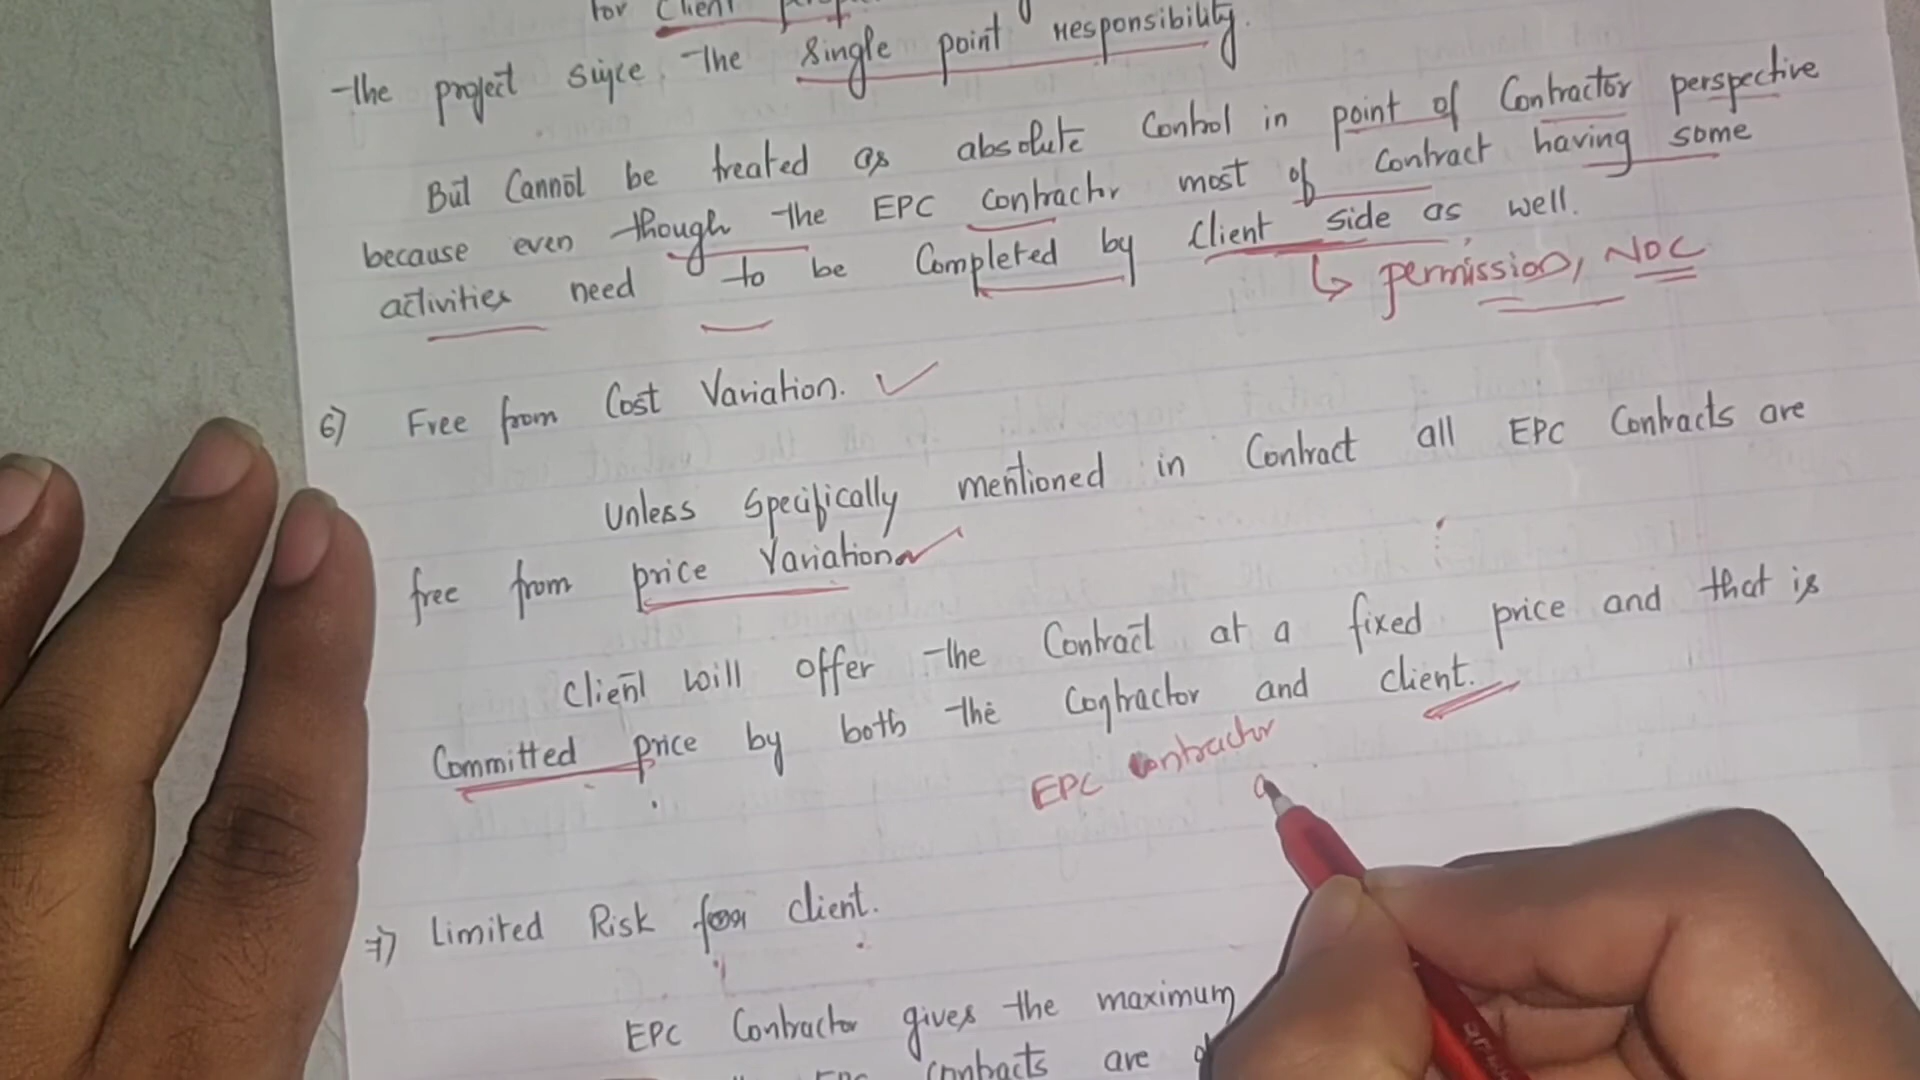 for Client
the project since the single point responsibility.
But Cannot be treated as absolute Control in point of Contractor perspective
because even though the EPC contractor most of contract having some
activities need to be Completed by client side as well.
↳ permission, NOC
6) Free from Cost Variation. ✓
Unless Specifically mentioned in Contract all EPC Contracts are
free from price Variation
Client will offer the Contract at a fixed price and that is
Committed price by both the Contractor and client.
EPC contractor
a
7) Limited Risk for client.
EPC Contractor gives the maximum
EPC Contracts are